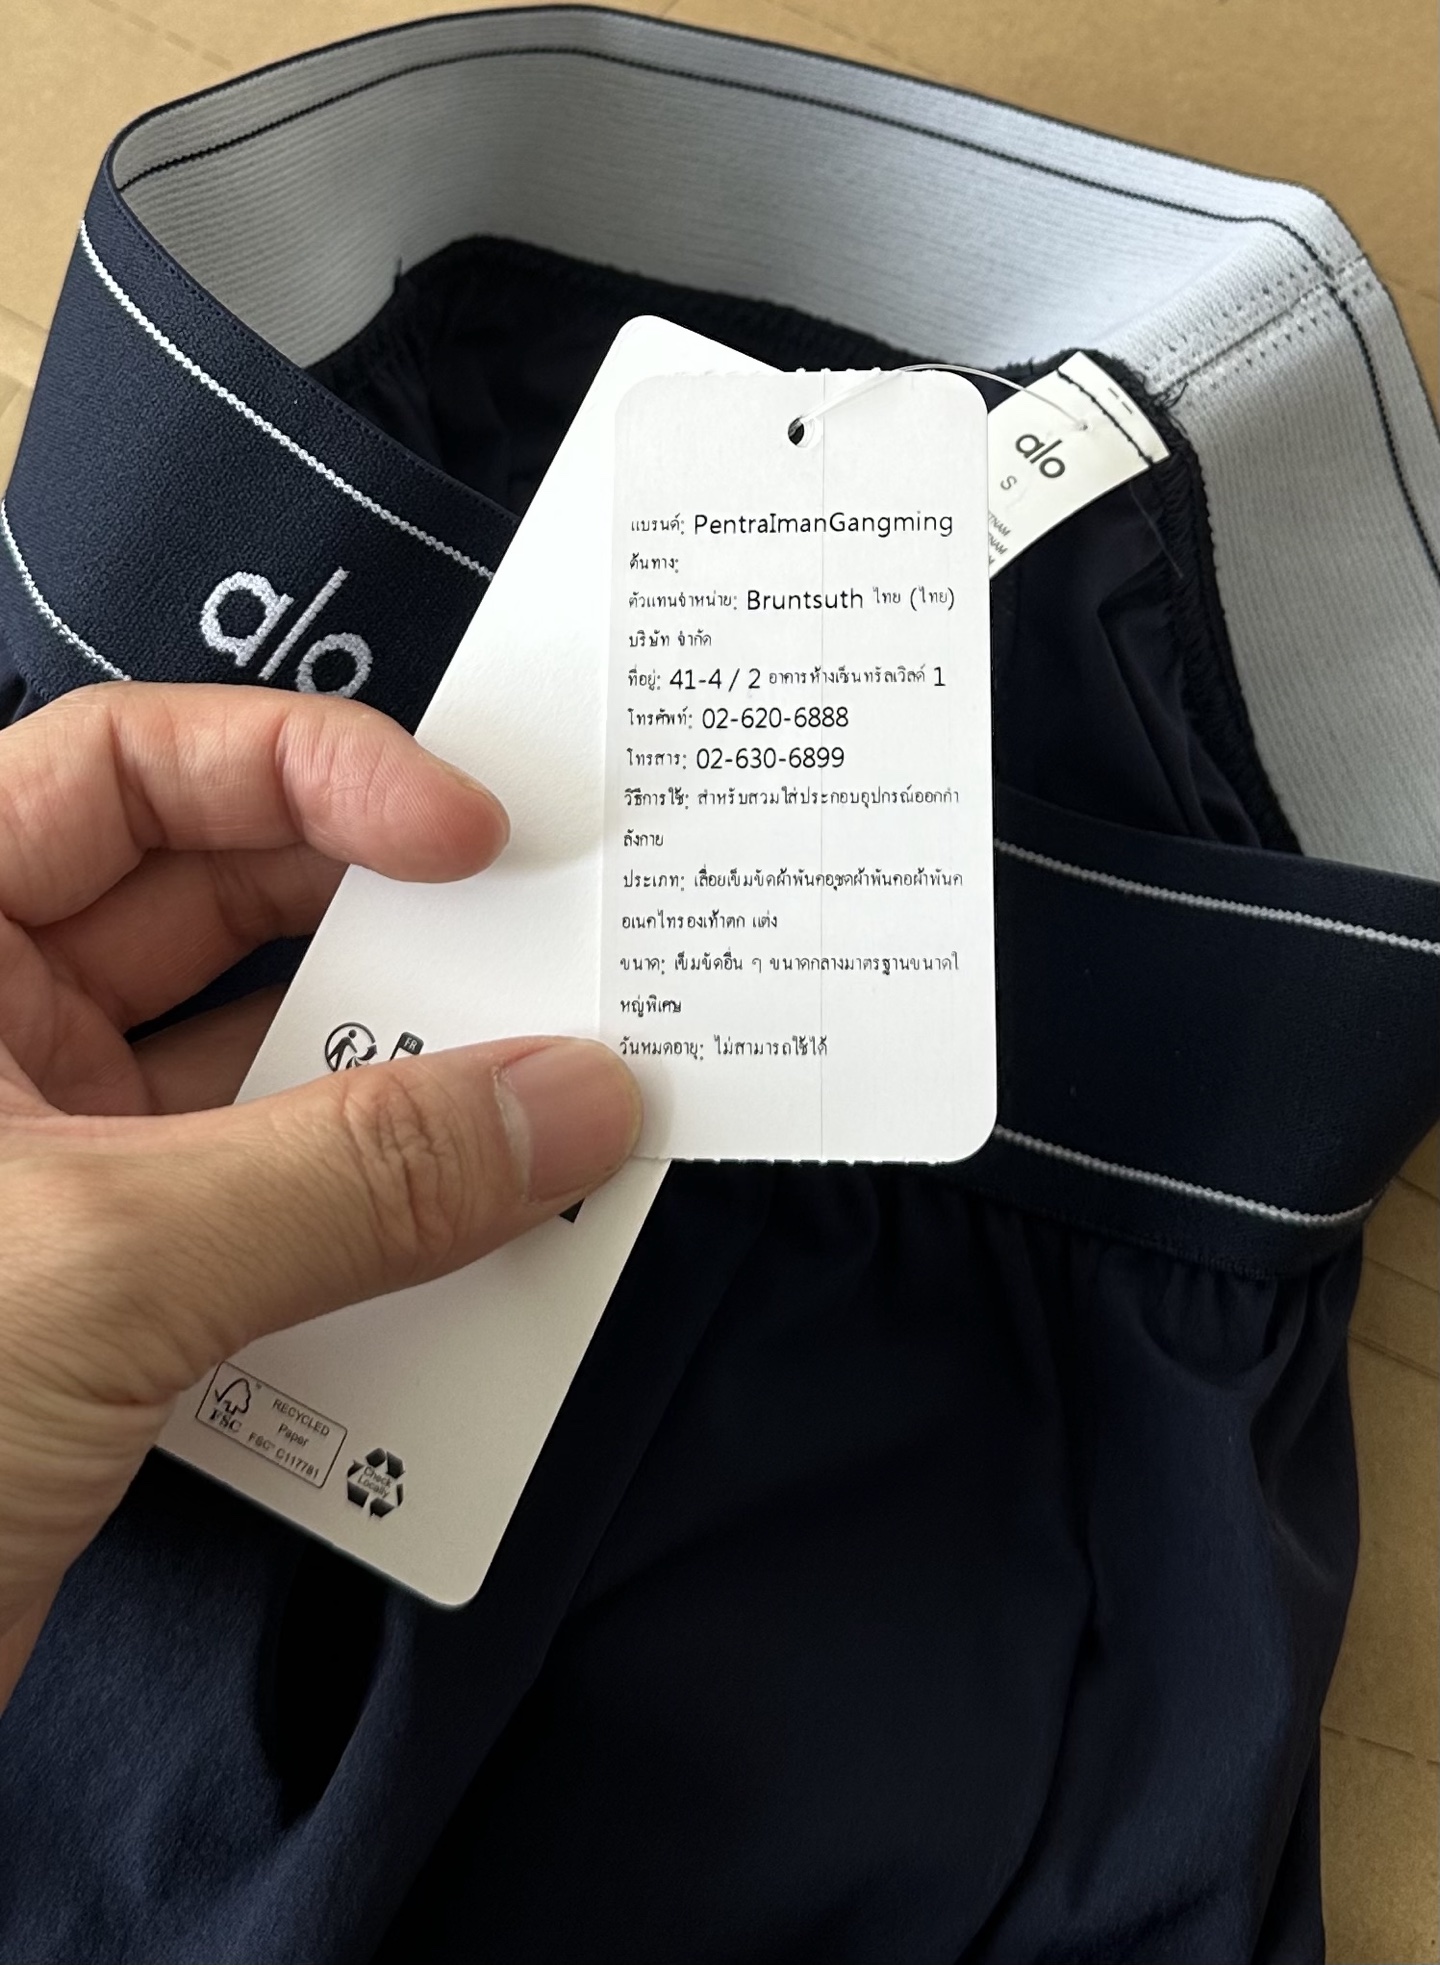 alo
S
alo
แบรนด์: PentraImanGangming
ต้นทาง:
ตัวแทนจำหน่าย: Bruntsuth ไทย (ไทย)
บริษัท จำกัด
ที่อยู่: 41-4 / 2 อาคารห้างเซ็นทรัลเวิลด์ 1
โทรศัพท์: 02-620-6888
โทรสาร: 02-630-6899
วิธีการใช้: สำหรับสวมใส่ประกอบอุปกรณ์ออกกำ
ลังกาย
ประเภท: เสื่อยเข็มขัดผ้าพันคอชุดผ้าพันคอผ้าพันค
อเนคไทรองเท้าตก แต่ง
ขนาด: เข็มขัดอื่น ๆ ขนาดกลางมาตรฐานขนาดใ
หญ่พิเศษ
วันหมดอายุ: ไม่สามารถใช้ได้
FR
FSC
RECYCLED
Paper
FSC® C117781
Check
Locally